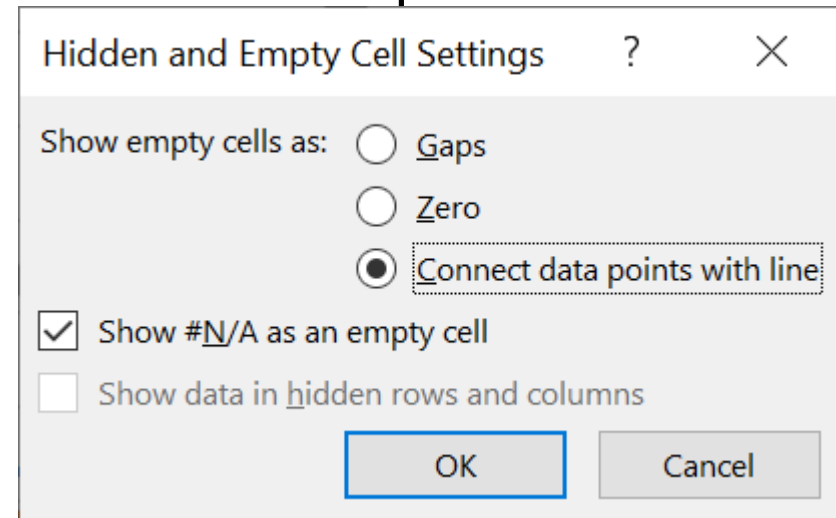 Hidden and Empty Cell Settings ?
Show empty cells as: Gaps
Zero
Connect data points with line
Show #N/A as an empty cell
Show data in hidden rows and columns
OK Cancel